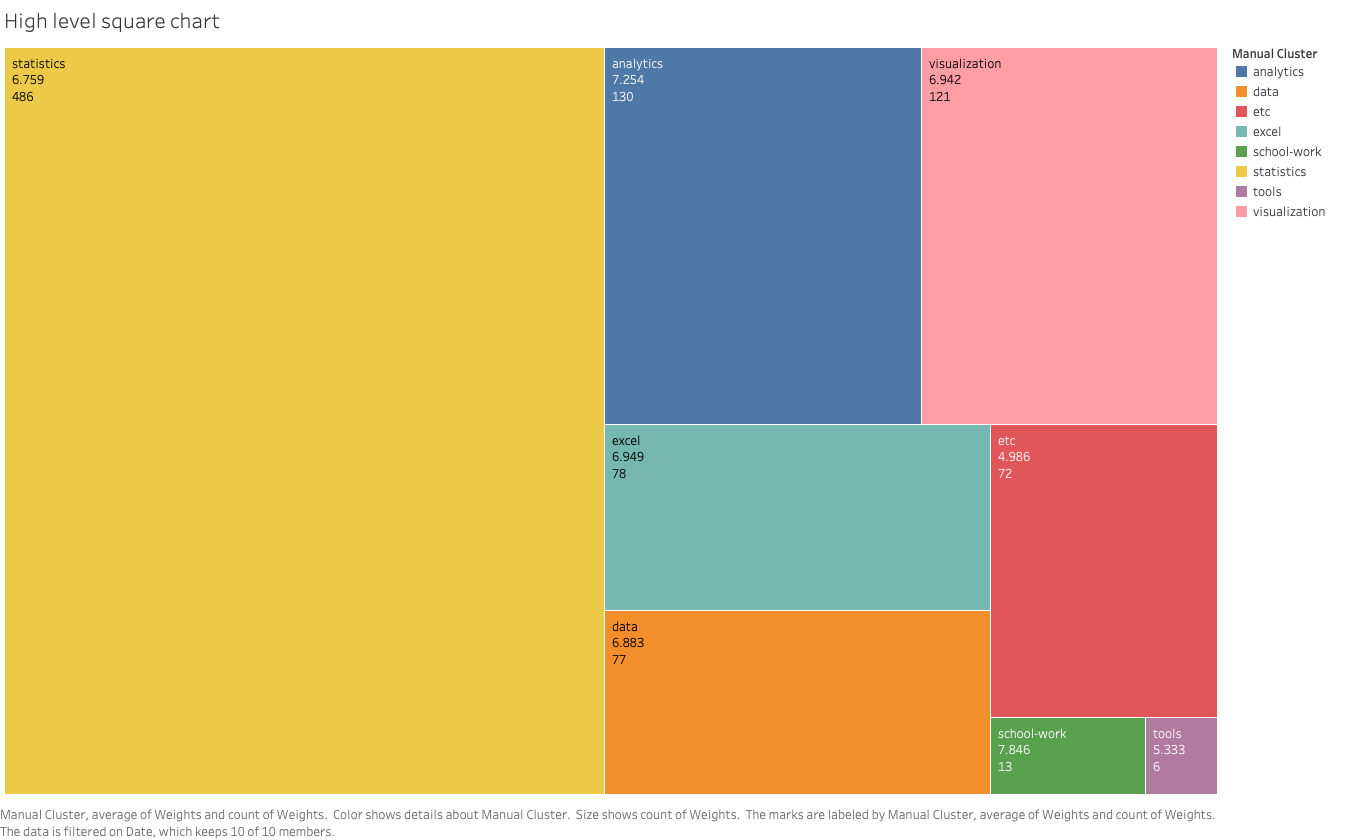 High level square chart
statistics
6.759
486
analytics
7.254
130
visualization
6.942
121
excel
6.949
78
etc
4.986
72
data
6.883
77
school-work
7.846
13
tools
5.333
6
Manual Cluster
analytics
data
etc
excel
school-work
statistics
tools
visualization
Manual Cluster, average of Weights and count of Weights.  Color shows details about Manual Cluster.  Size shows count of Weights.  The marks are labeled by Manual Cluster, average of Weights and count of Weights.
The data is filtered on Date, which keeps 10 of 10 members.